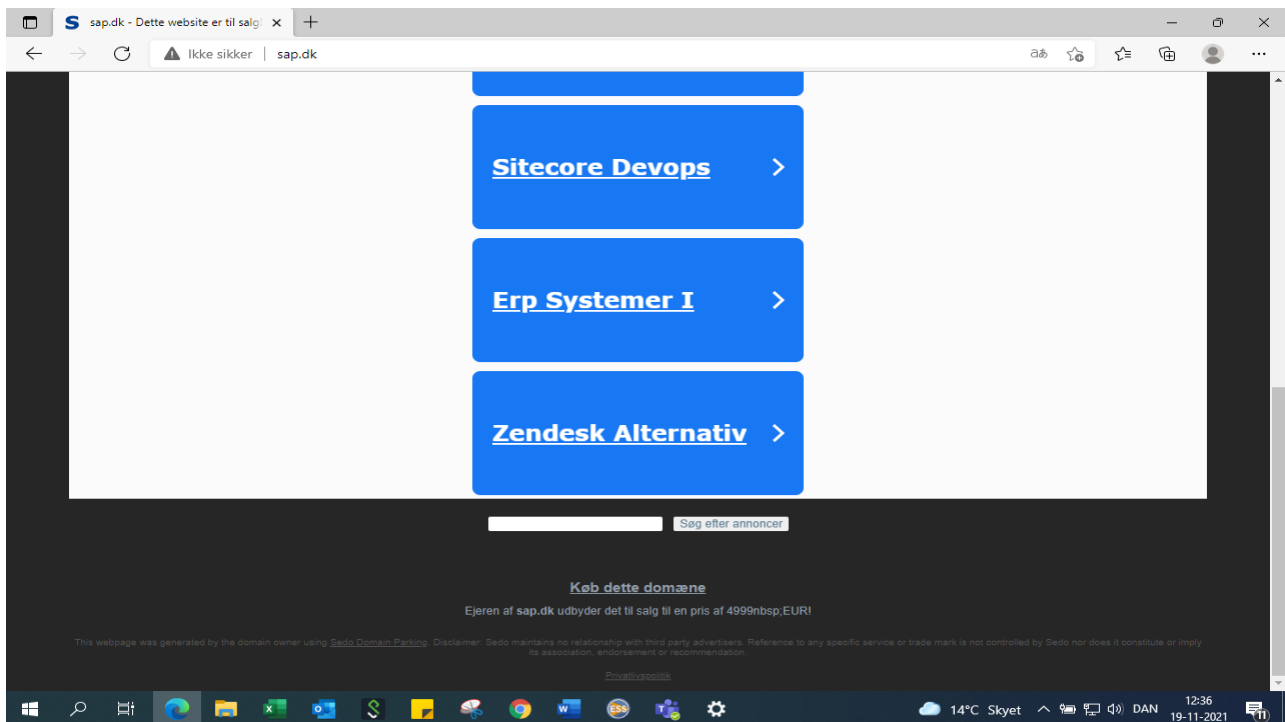 sap.dk - Dette website er til salg
Ikke sikker | sap.dk
Sitecore Devops
Erp Systemer I
Zendesk Alternativ
Søg efter annoncer
Køb dette domæne
Ejeren af sap.dk udbyder det til salg til en pris af 4999nbsp;EUR!
This webpage was generated by the domain owner using Sedo Domain Parking. Disclaimer: Sedo maintains no relationship with third party advertisers. Reference to any specific service or trade mark is not controlled by Sedo nor does it constitute or imply
its association, endorsement or recommendation.
Privatlivspolitik
14°C Skyet
DAN
12:36
19-11-2021